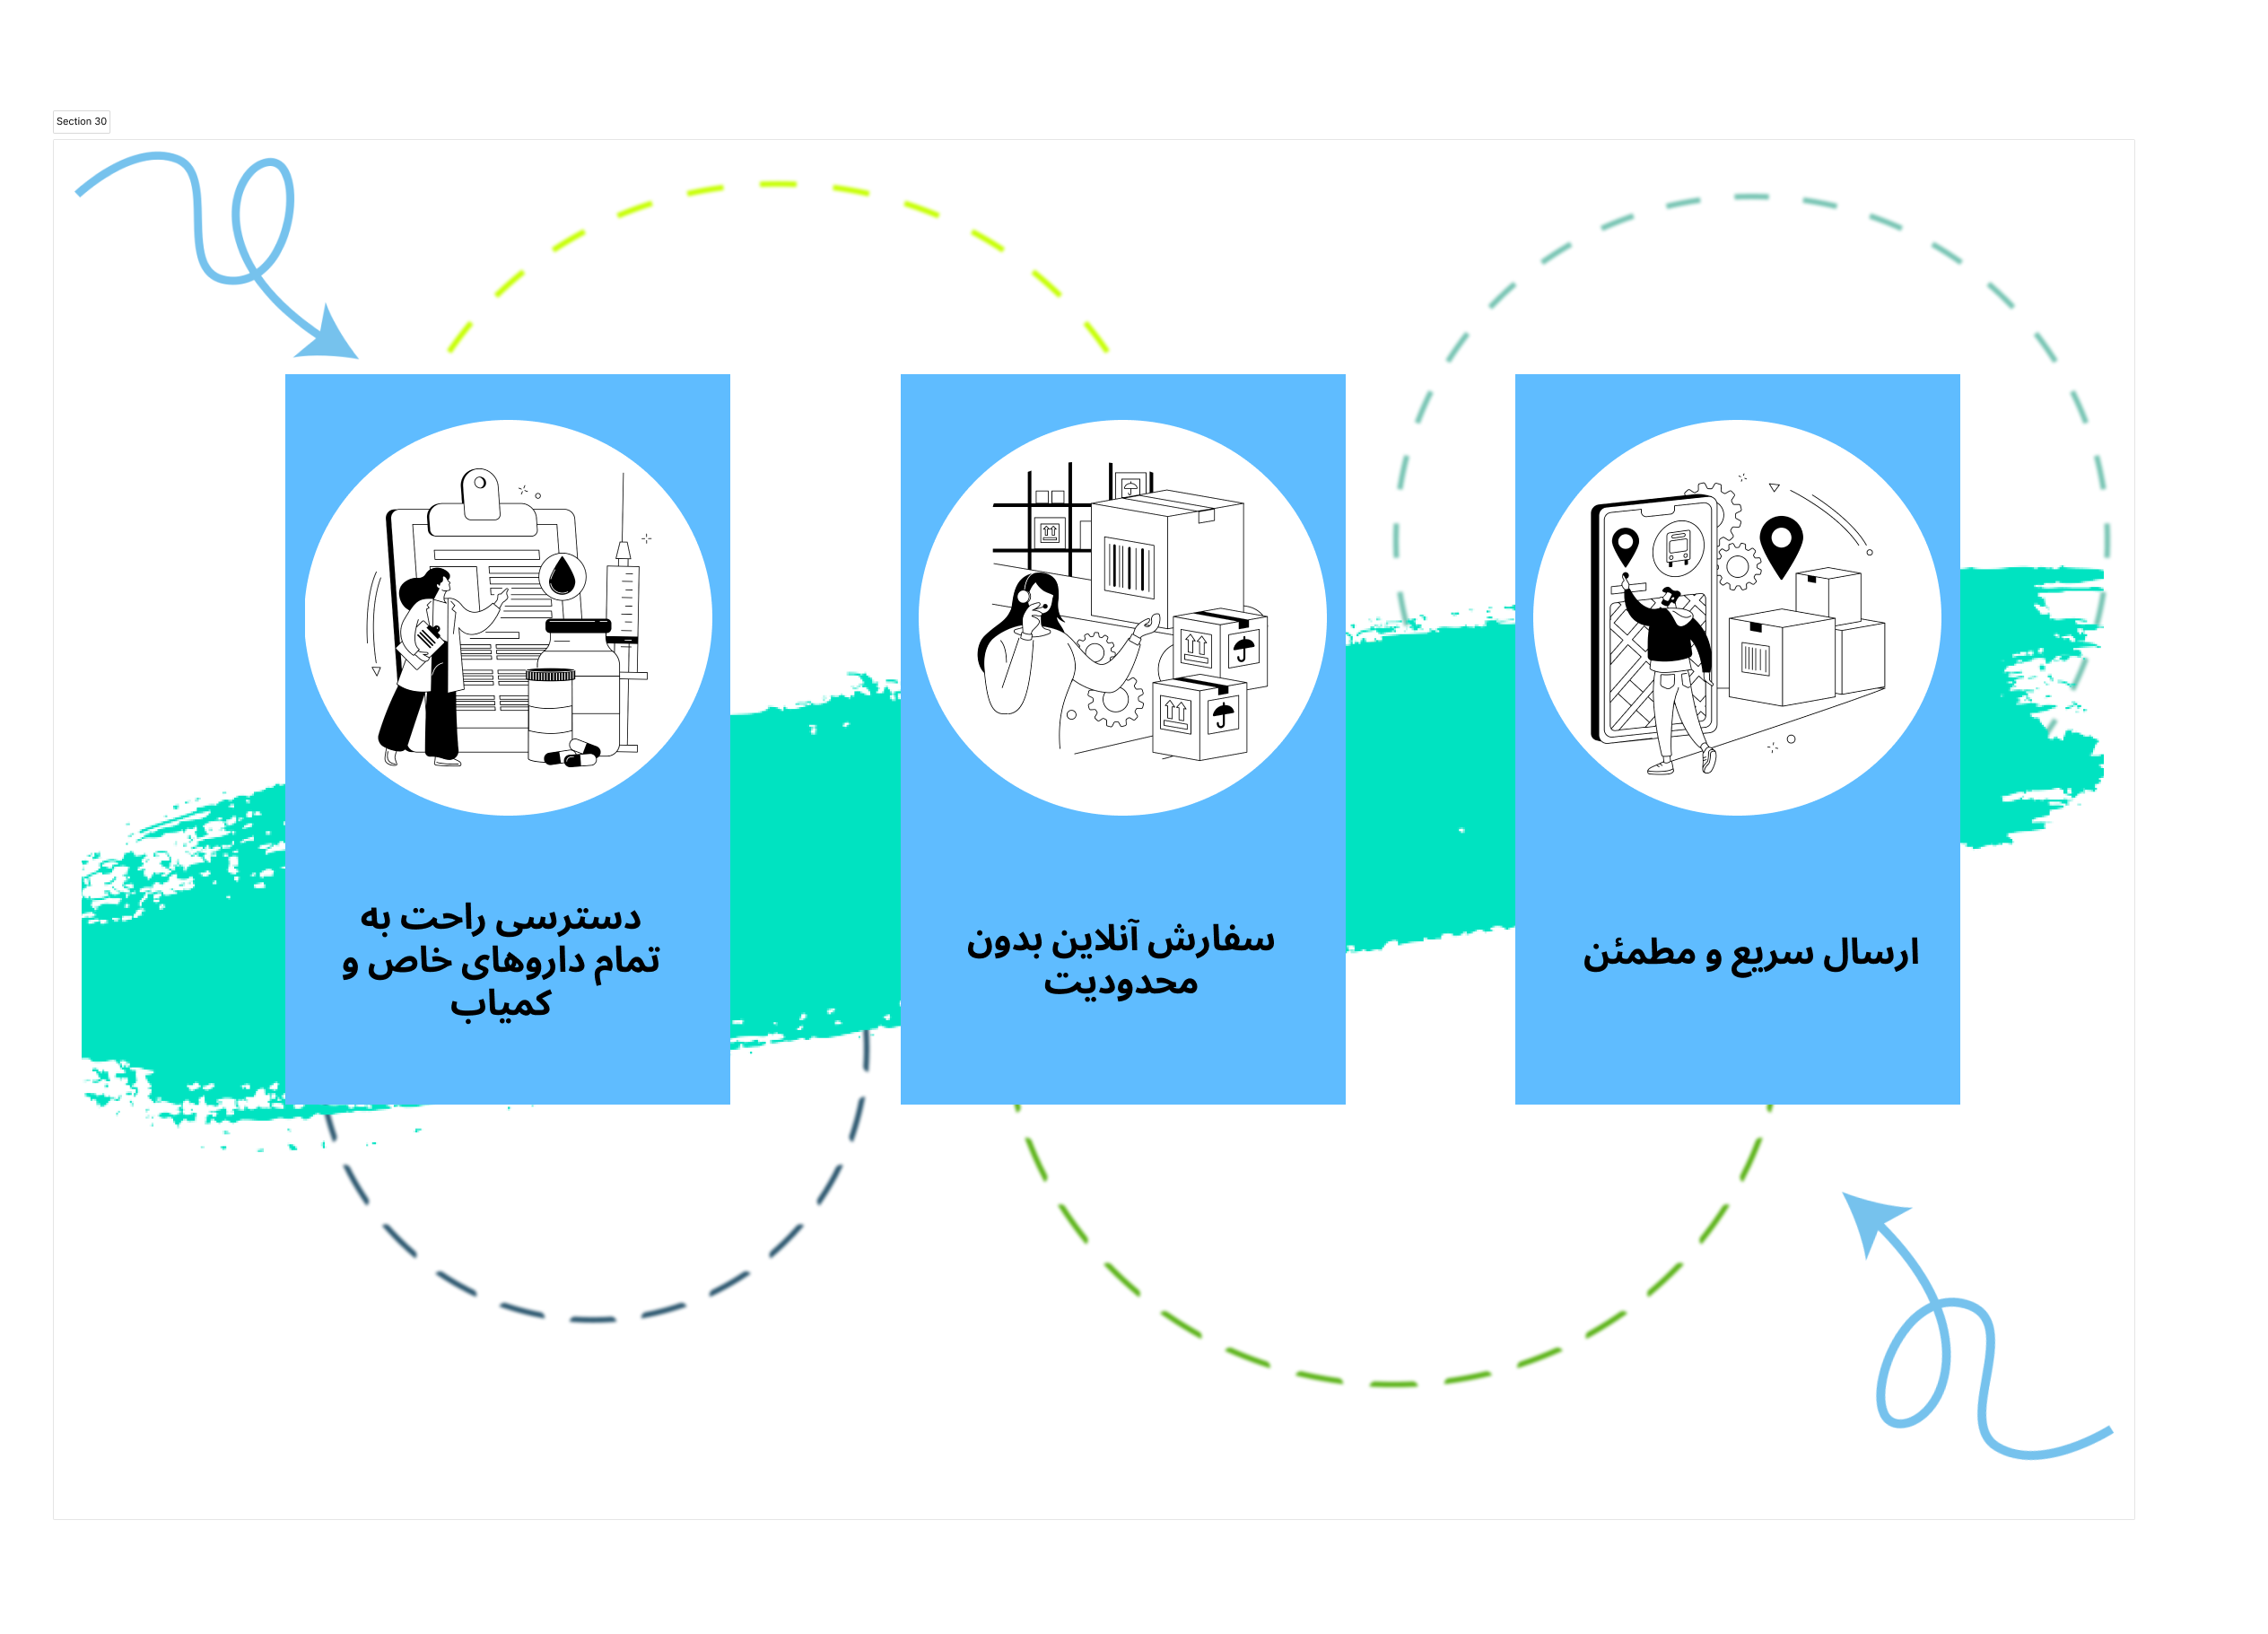 Section 30
ارسال سریع و مطمئن
سفارش آنلاین بدون
محدودیت
دسترسی راحت به
تمام داروهای خاص و
کمیاب